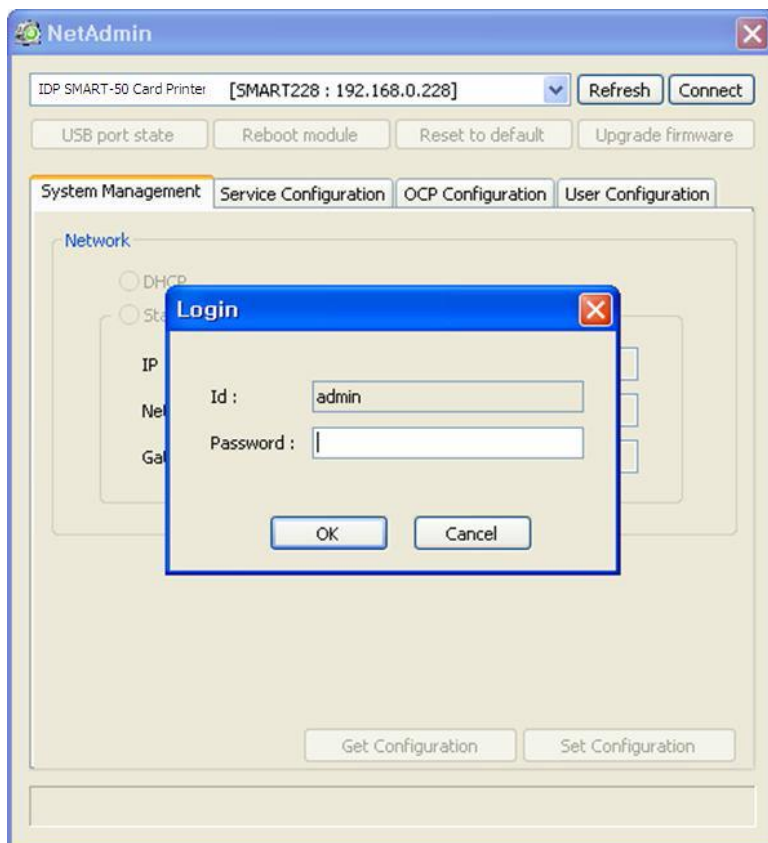 NetAdmin
IDP SMART-50 Card Printer [SMART228 : 192.168.0.228] Refresh Connect
USB port state Reboot module Reset to default Upgrade firmware
System Management Service Configuration OCP Configuration User Configuration
Network
DHCP
Login
IP
Id : admin
Password :
OK Cancel
Get Configuration Set Configuration